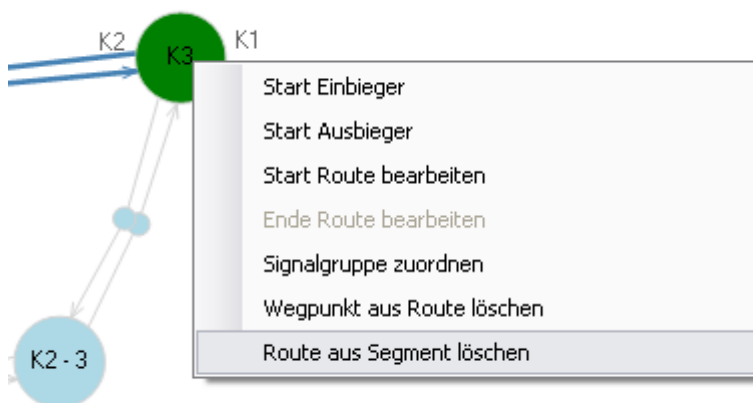 K2
K3
K1
Start Einbieger
Start Ausbieger
Start Route bearbeiten
Ende Route bearbeiten
Signalgruppe zuordnen
Wegpunkt aus Route löschen
Route aus Segment löschen
K2 - 3